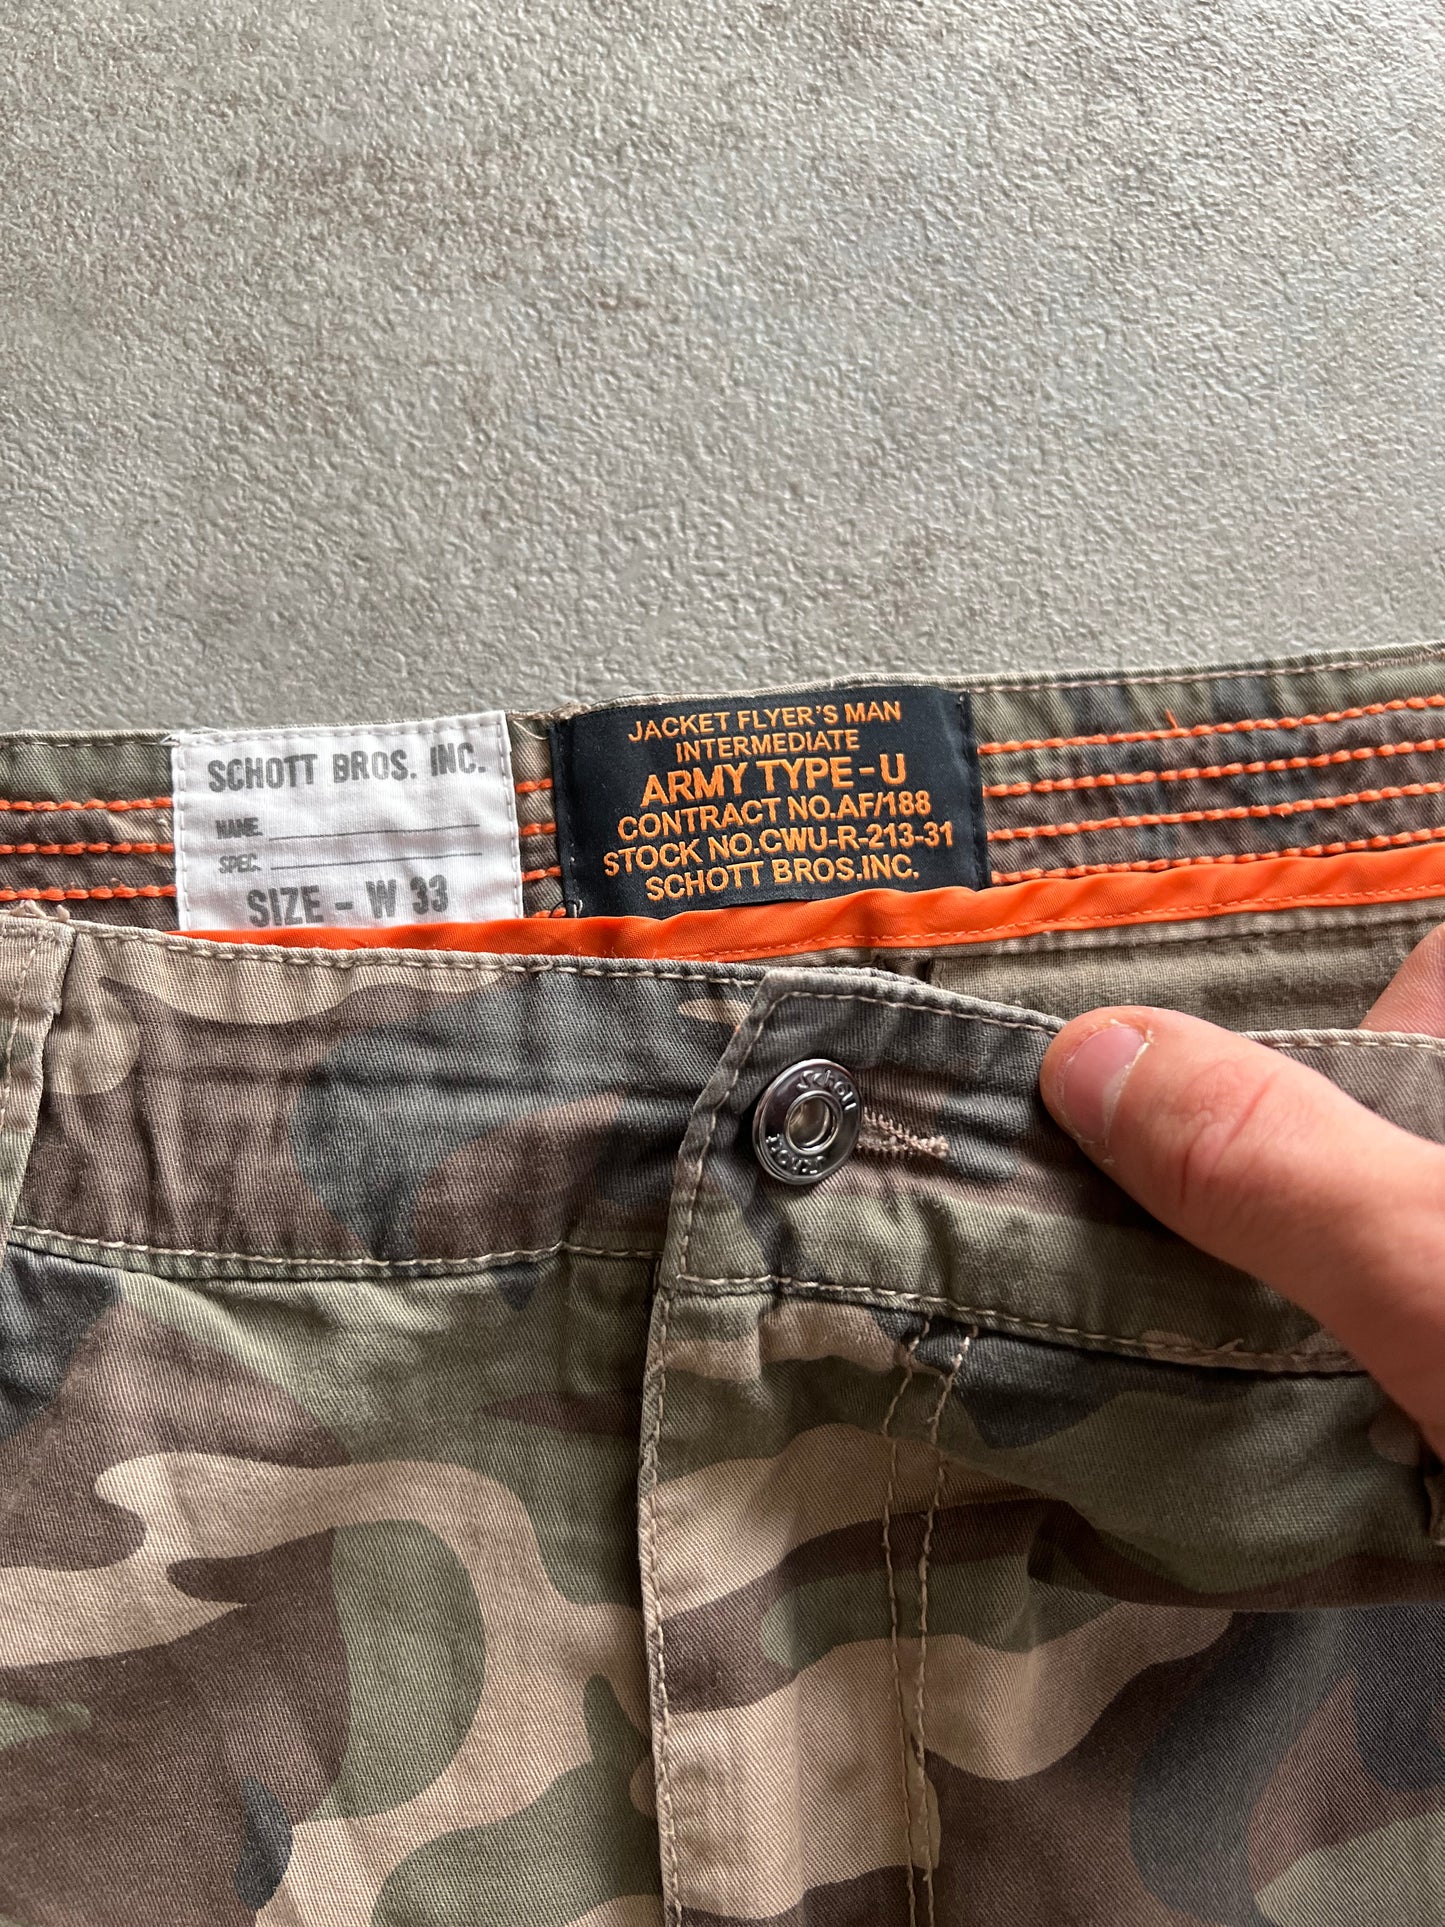 SCHOTT BROS. INC.
NAME.
SPEC.
SIZE - W 33
JACKET FLYER'S MAN
INTERMEDIATE
ARMY TYPE-U
CONTRACT NO.AF/188
STOCK NO.CWU-R-213-31
SCHOTT BROS.INC.
Schott